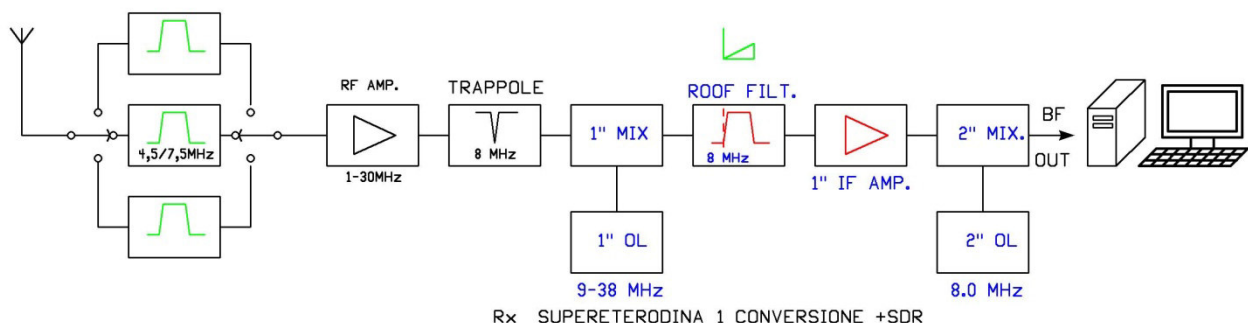 RF AMP.
TRAPPOLE
ROOF FILT.
4,5/7,5MHz
8 MHz
1" MIX
8 MHz
2" MIX.
BF
OUT
1-30MHz
1" IF AMP.
1" OL
2" OL
9-38 MHz
8.0 MHz
Rx SUPERETERODINA 1 CONVERSIONE +SDR